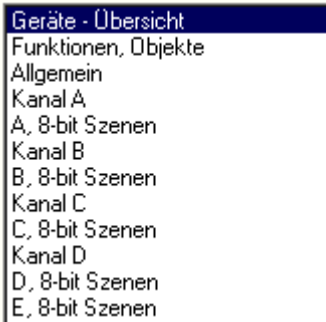 Geräte - Übersicht
Funktionen, Objekte
Allgemein
Kanal A
A, 8-bit Szenen
Kanal B
B, 8-bit Szenen
Kanal C
C, 8-bit Szenen
Kanal D
D, 8-bit Szenen
E, 8-bit Szenen